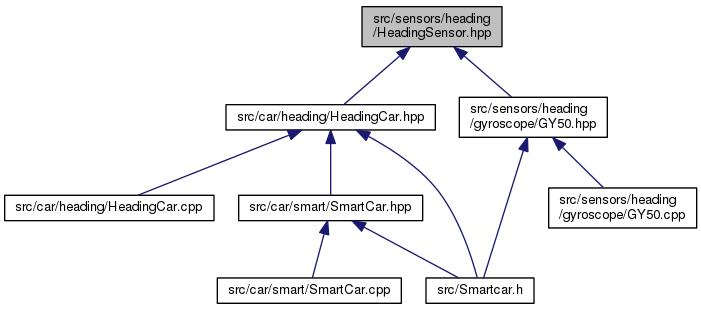 src/sensors/heading
/HeadingSensor.hpp
src/car/heading/HeadingCar.hpp
src/sensors/heading
/gyroscope/GY50.hpp
src/car/heading/HeadingCar.cpp
src/car/smart/SmartCar.hpp
src/sensors/heading
/gyroscope/GY50.cpp
src/car/smart/SmartCar.cpp
src/Smartcar.h